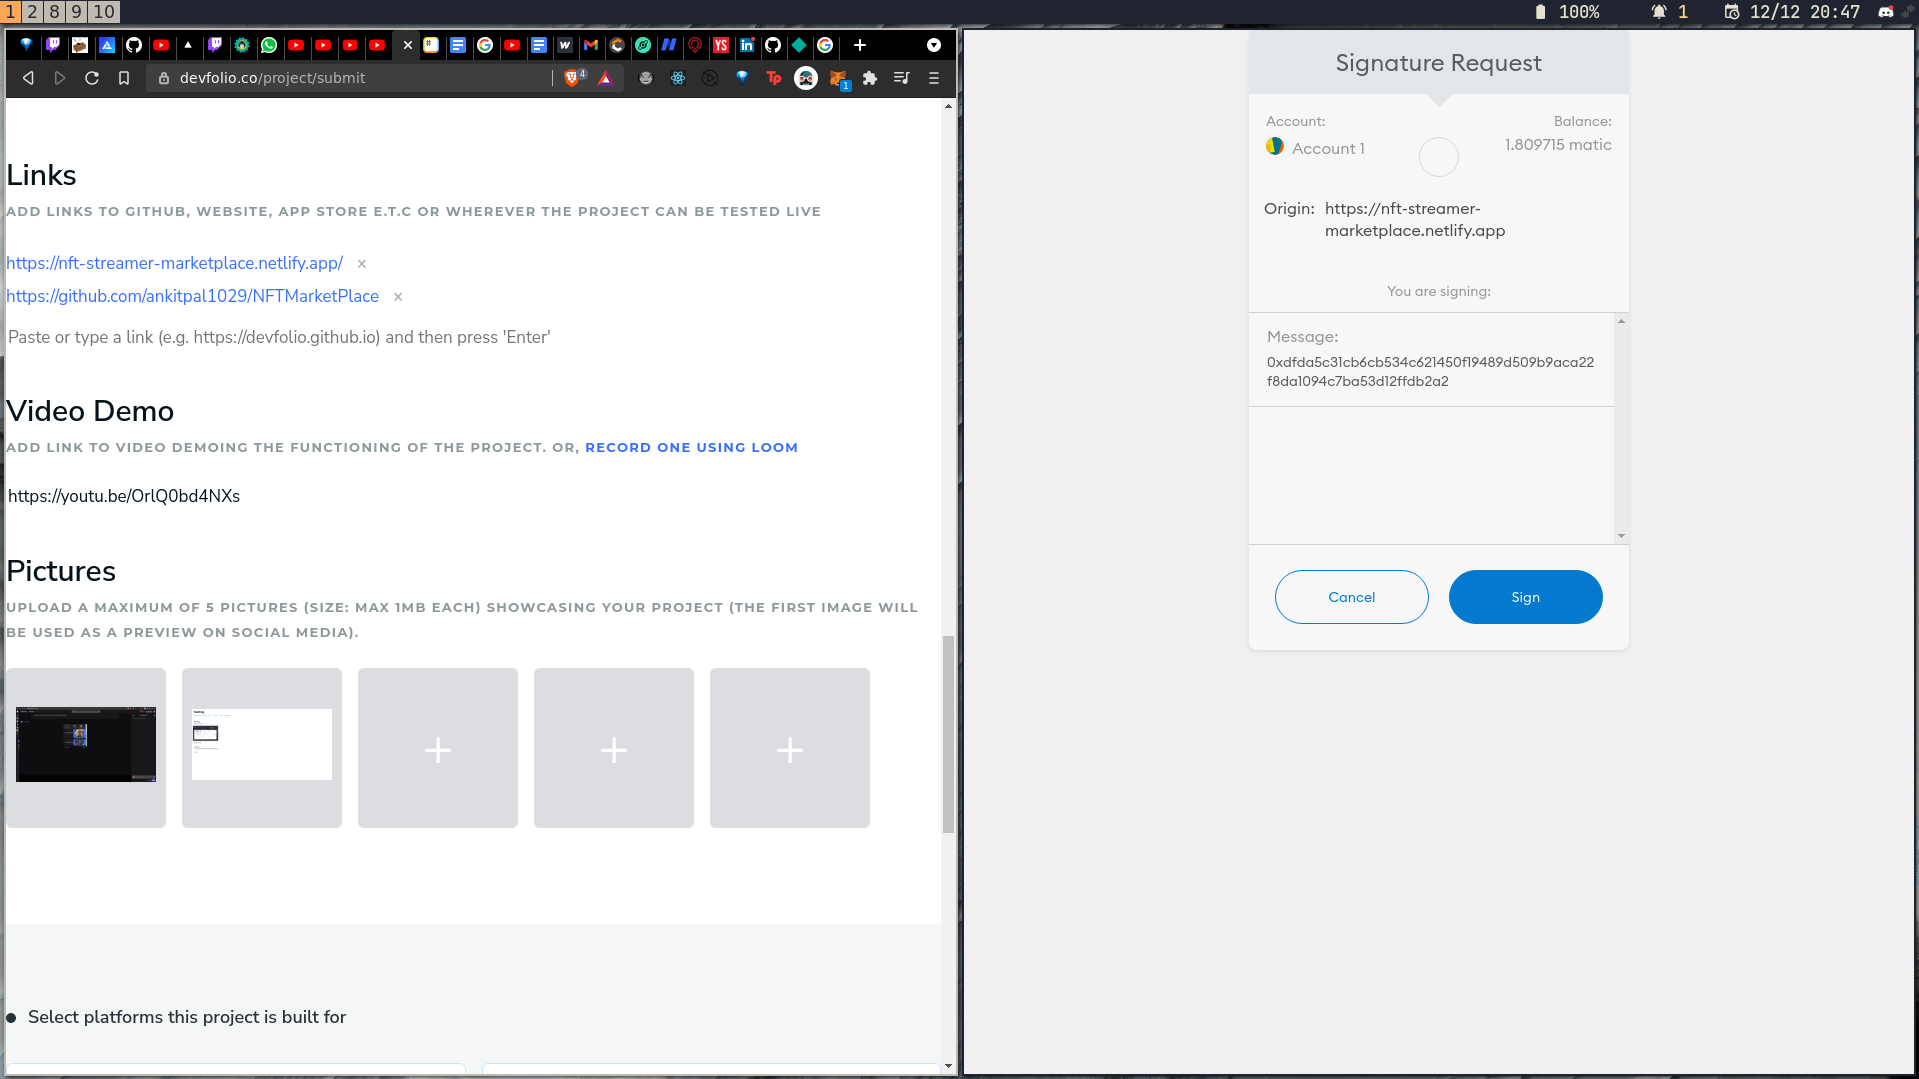 1 2 8 9 10
100%
1
12/12 20:47
YS
devfolio.co/project/submit
4
Tp
1
Links
ADD LINKS TO GITHUB, WEBSITE, APP STORE E.T.C OR WHEREVER THE PROJECT CAN BE TESTED LIVE
https://nft-streamer-marketplace.netlify.app/ ×
https://github.com/ankitpal1029/NFTMarketPlace ×
Paste or type a link (e.g. https://devfolio.github.io) and then press 'Enter'
Video Demo
ADD LINK TO VIDEO DEMOING THE FUNCTIONING OF THE PROJECT. OR, RECORD ONE USING LOOM
https://youtu.be/OrlQ0bd4NXs
Pictures
UPLOAD A MAXIMUM OF 5 PICTURES (SIZE: MAX 1MB EACH) SHOWCASING YOUR PROJECT (THE FIRST IMAGE WILL
BE USED AS A PREVIEW ON SOCIAL MEDIA).
Select platforms this project is built for
Signature Request
Account:
Account 1
Balance:
1.809715 matic
Origin: https://nft-streamer-
marketplace.netlify.app
You are signing:
Message:
0xdfda5c31cb6cb534c621450f19489d509b9aca22
f8da1094c7ba53d12ffdb2a2
Cancel
Sign